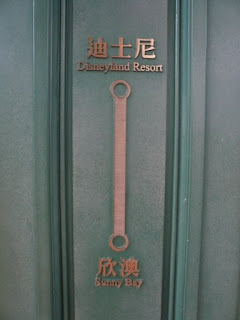 迪士尼
Disneyland Resort
欣澳
Sunny Bay